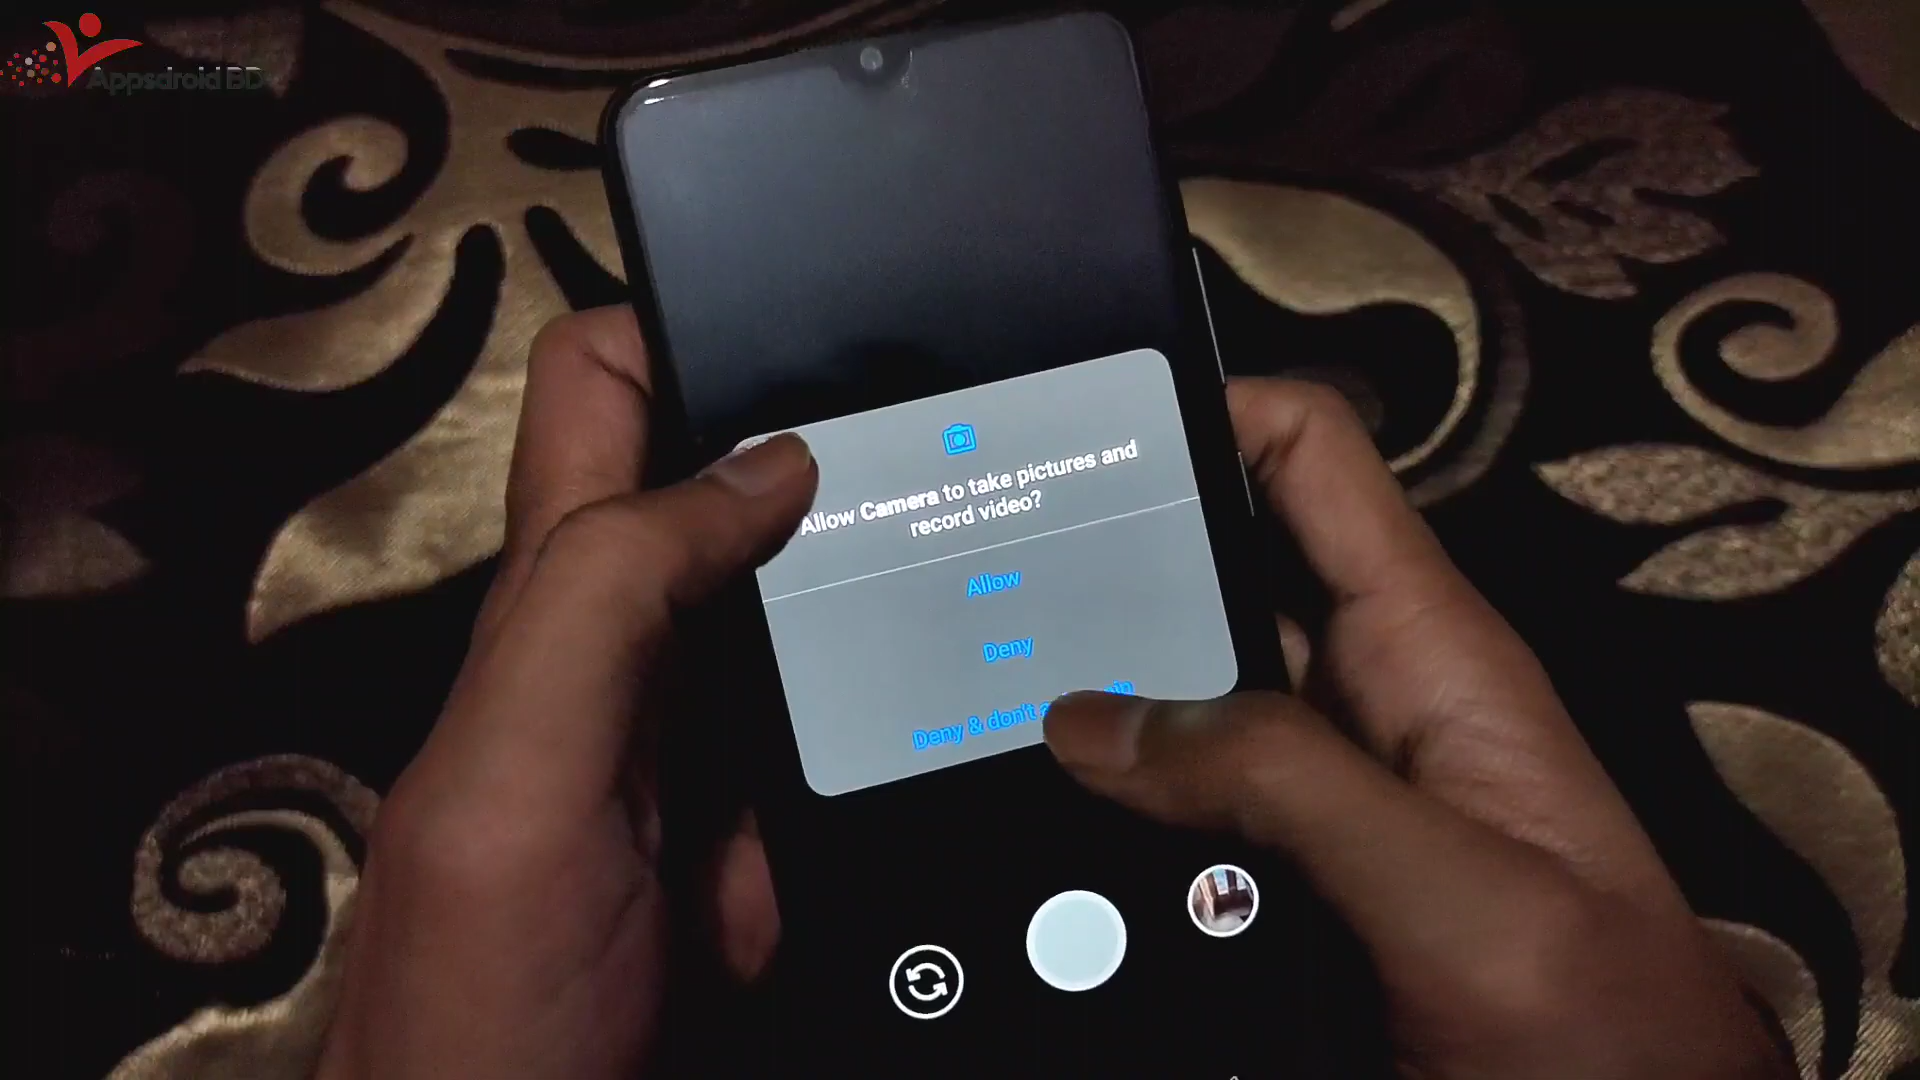 Appsdroid BD
Allow Camera to take pictures and
record video?
Allow
Deny
Deny & don't